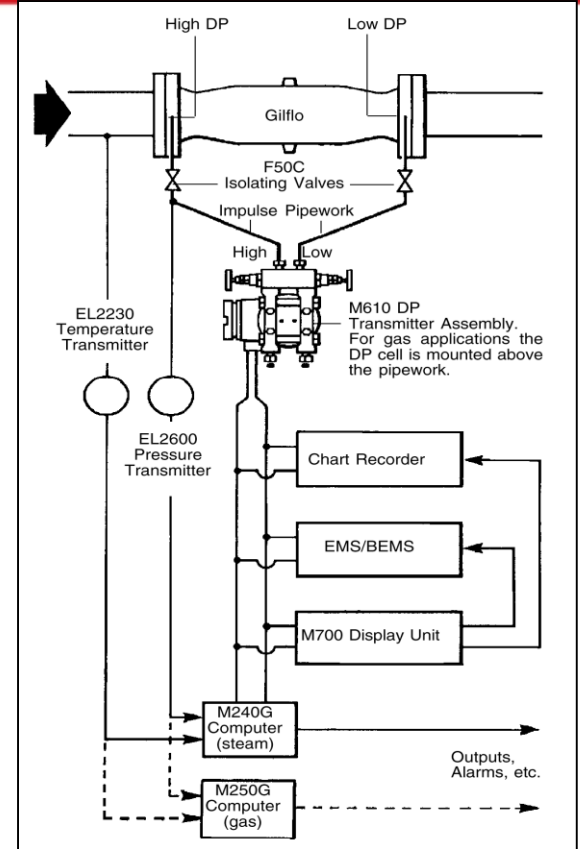 High DP
Low DP
Gilflo
F50C
Isolating Valves
Impulse Pipework
High
Low
M610 DP
Transmitter Assembly.
For gas applications the
DP cell is mounted above
the pipework.
EL2230
Temperature
Transmitter
EL2600
Pressure
Transmitter
Chart Recorder
EMS/BEMS
M700 Display Unit
M240G
Computer
(steam)
Outputs,
Alarms, etc.
M250G
Computer
(gas)